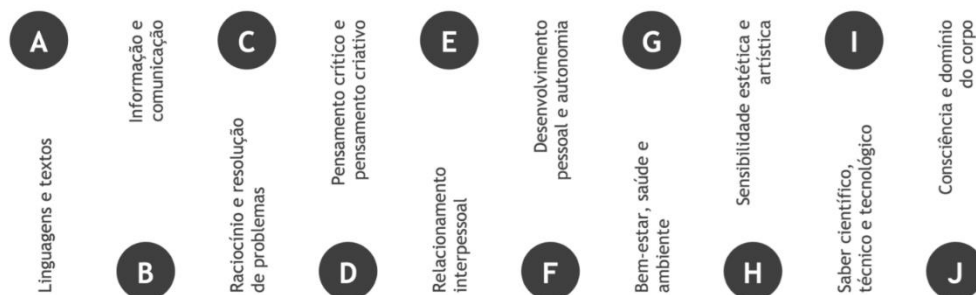 A
Linguagens e textos
Informação e
comunicação
B
C
Raciocínio e resolução
de problemas
Pensamento crítico e
pensamento criativo
D
E
Relacionamento
interpessoal
Desenvolvimento
pessoal e autonomia
F
G
Bem-estar, saúde e
ambiente
Sensibilidade estética e
artística
H
I
Saber científico,
técnico e tecnológico
Consciência e domínio
do corpo
J